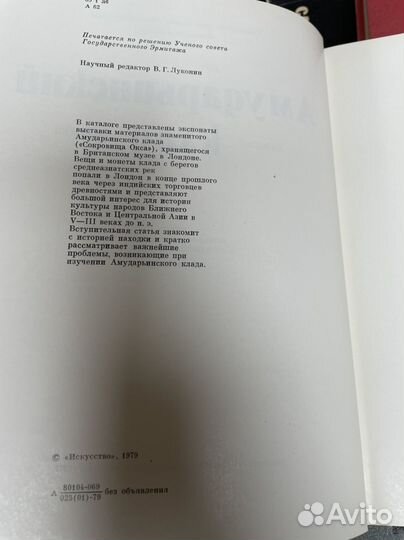 А 62
Печатается по решению Ученого совета
Государственного Эрмитажа
Научный редактор В. Г. Луконин
В каталоге представлены экспонаты
выставки материалов знаменитого
Амударьинского клада
(«Сокровища Окса»), хранящегося
в Британском музее в Лондоне.
Вещи и монеты клада с берегов
среднеазиатских рек
попали в Лондон в конце прошлого
века через индийских торговцев
древностями и представляют
большой интерес для истории
культуры народов Ближнего
Востока и Центральной Азии в
V—III веках до н. э.
Вступительная статья знакомит
с историей находки и кратко
рассматривает важнейшие
проблемы, возникающие при
изучении Амударьинского клада.
© «Искусство», 1979
А 80104-069
025(01)-79 без объявления
Avito